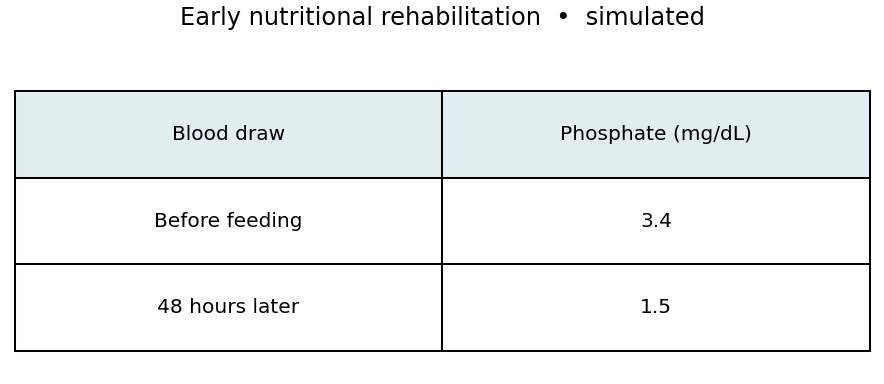 Early nutritional rehabilitation • simulated
Blood draw Phosphate (mg/dL)
Before feeding 3.4
48 hours later 1.5